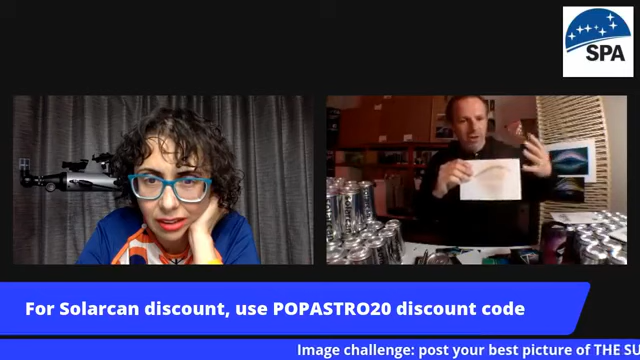 SPA
For Solarcan discount, use POPASTRO20 discount code
Image challenge: post your best picture of THE SU